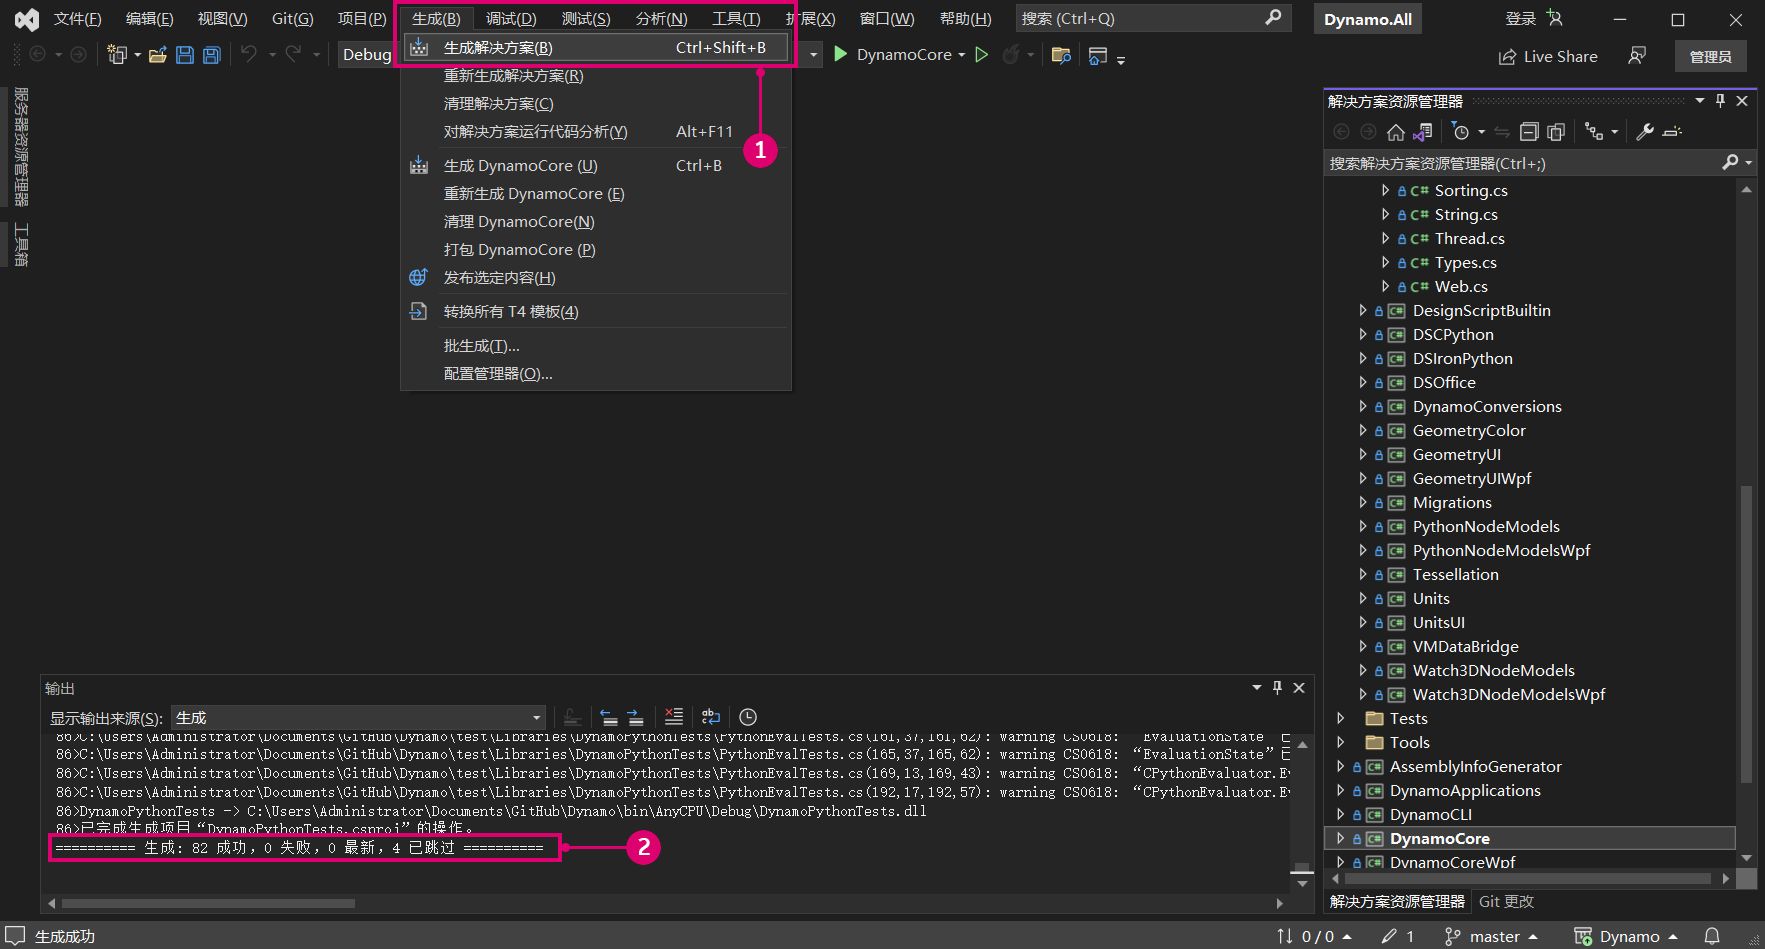 文件(F) 编辑(E) 视图(V) Git(G) 项目(P) 生成(B) 调试(D) 测试(S) 分析(N) 工具(T) 扩展(X) 窗口(W) 帮助(H) 搜索 (Ctrl+Q) Dynamo.All 登录
Debug DynamoCore Live Share 管理员
生成解决方案(B) Ctrl+Shift+B
重新生成解决方案(R)
清理解决方案(C)
对解决方案运行代码分析(Y) Alt+F11
1
生成 DynamoCore (U) Ctrl+B
重新生成 DynamoCore (E)
清理 DynamoCore(N)
打包 DynamoCore (P)
发布选定内容(H)
转换所有 T4 模板(4)
批生成(T)...
配置管理器(O)...
服务器资源管理器
工具箱
解决方案资源管理器
搜索解决方案资源管理器(Ctrl+;)
C# Sorting.cs
C# String.cs
C# Thread.cs
C# Types.cs
C# Web.cs
C# DesignScriptBuiltin
C# DSCPython
C# DSIronPython
C# DSOffice
C# DynamoConversions
C# GeometryColor
C# GeometryUI
C# GeometryUIWpf
C# Migrations
C# PythonNodeModels
C# PythonNodeModelsWpf
C# Tessellation
C# Units
C# UnitsUI
C# VMDataBridge
C# Watch3DNodeModels
C# Watch3DNodeModelsWpf
Tests
Tools
C# AssemblyInfoGenerator
C# DynamoApplications
C# DynamoCLI
C# DynamoCore
C# DynamoCoreWpf
解决方案资源管理器 Git 更改
输出
显示输出来源(S): 生成
86>C:\Users\Administrator\Documents\GitHub\Dynamo\test\Libraries\DynamoPythonTests\PythonEvalTests.cs(161,37,161,62): warning CS0618: “EvaluationState”
86>C:\Users\Administrator\Documents\GitHub\Dynamo\test\Libraries\DynamoPythonTests\PythonEvalTests.cs(165,37,165,62): warning CS0618: “EvaluationState”已
86>C:\Users\Administrator\Documents\GitHub\Dynamo\test\Libraries\DynamoPythonTests\PythonEvalTests.cs(169,13,169,43): warning CS0618: “CPythonEvaluator.Ev
86>C:\Users\Administrator\Documents\GitHub\Dynamo\test\Libraries\DynamoPythonTests\PythonEvalTests.cs(192,17,192,57): warning CS0618: “CPythonEvaluator.Ev
86>DynamoPythonTests -> C:\Users\Administrator\Documents\GitHub\Dynamo\bin\AnyCPU\Debug\DynamoPythonTests.dll
86>已完成生成项目“DynamoPythonTests.csproj”的操作。
========== 生成: 82 成功，0 失败，0 最新，4 已跳过 ==========
2
生成成功 0 / 0 1 master Dynamo